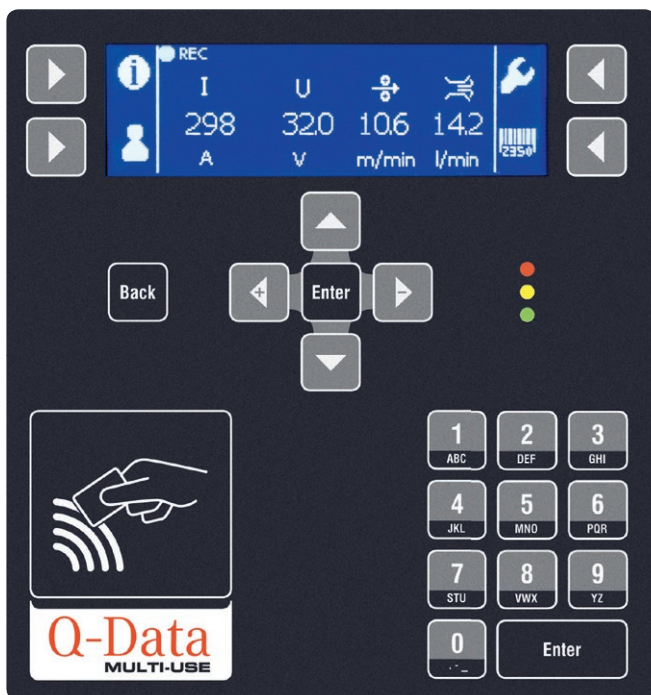 REC
I U
298 32.0 10.6 14.2
A V m/min l/min
2350
Back
+ Enter -
1 2 3
ABC DEF GHI
4 5 6
JKL MNO PQR
7 8 9
STU VWX YZ
0 Enter
. - _
Q-Data
MULTI-USE